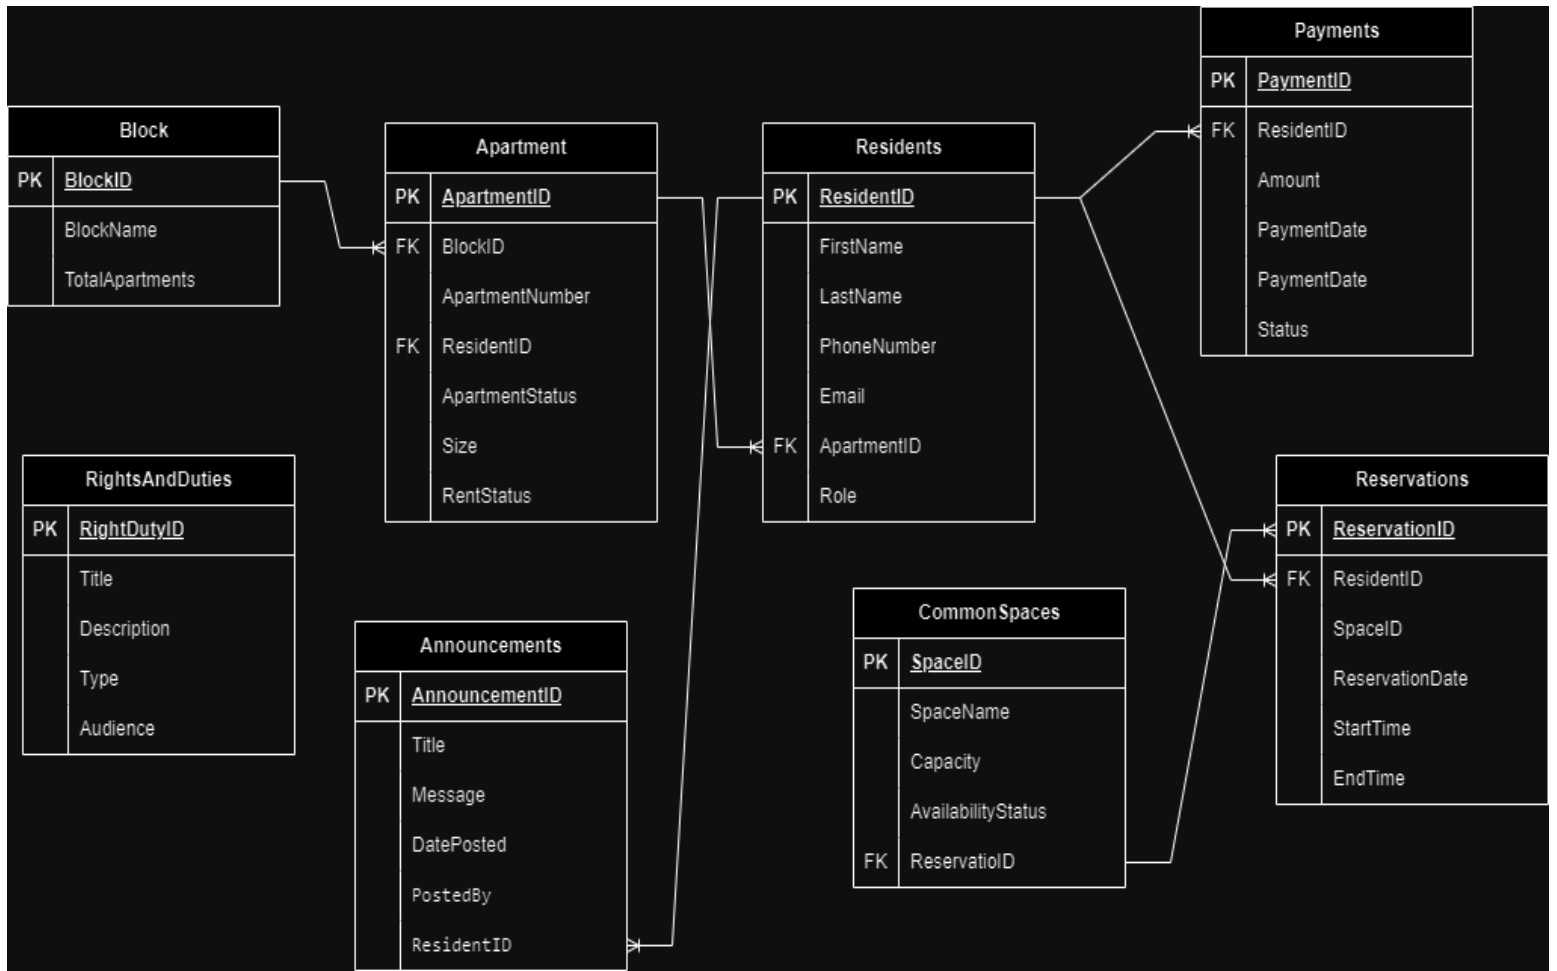 Block
PK BlockID
BlockName
TotalApartments
Apartment
PK ApartmentID
FK BlockID
ApartmentNumber
FK ResidentID
ApartmentStatus
Size
RentStatus
Residents
PK ResidentID
FirstName
LastName
PhoneNumber
Email
FK ApartmentID
Role
Payments
PK PaymentID
FK ResidentID
Amount
PaymentDate
PaymentDate
Status
RightsAndDuties
PK RightDutyID
Title
Description
Type
Audience
Announcements
PK AnnouncementID
Title
Message
DatePosted
PostedBy
ResidentID
CommonSpaces
PK SpaceID
SpaceName
Capacity
AvailabilityStatus
FK ReservatioID
Reservations
PK ReservationID
FK ResidentID
SpaceID
ReservationDate
StartTime
EndTime